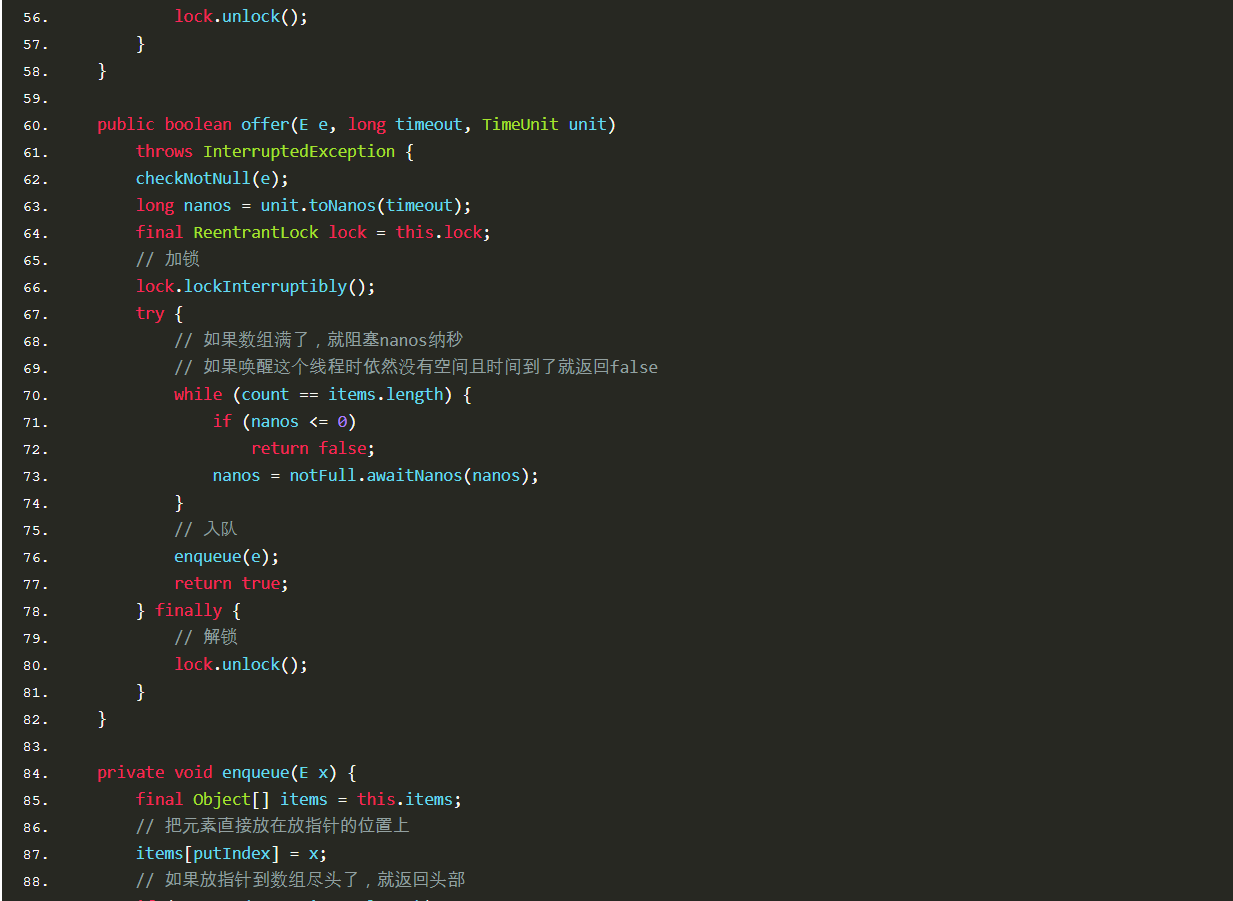 56. lock.unlock();
57. }
58. }
59.
60. public boolean offer(E e, long timeout, TimeUnit unit)
61. throws InterruptedException {
62. checkNotNull(e);
63. long nanos = unit.toNanos(timeout);
64. final ReentrantLock lock = this.lock;
65. // 加锁
66. lock.lockInterruptibly();
67. try {
68. // 如果数组满了，就阻塞nanos纳秒
69. // 如果唤醒这个线程时依然没有空间且时间到了就返回false
70. while (count == items.length) {
71. if (nanos <= 0)
72. return false;
73. nanos = notFull.awaitNanos(nanos);
74. }
75. // 入队
76. enqueue(e);
77. return true;
78. } finally {
79. // 解锁
80. lock.unlock();
81. }
82. }
83.
84. private void enqueue(E x) {
85. final Object[] items = this.items;
86. // 把元素直接放在放指针的位置上
87. items[putIndex] = x;
88. // 如果放指针到数组尽头了，就返回头部